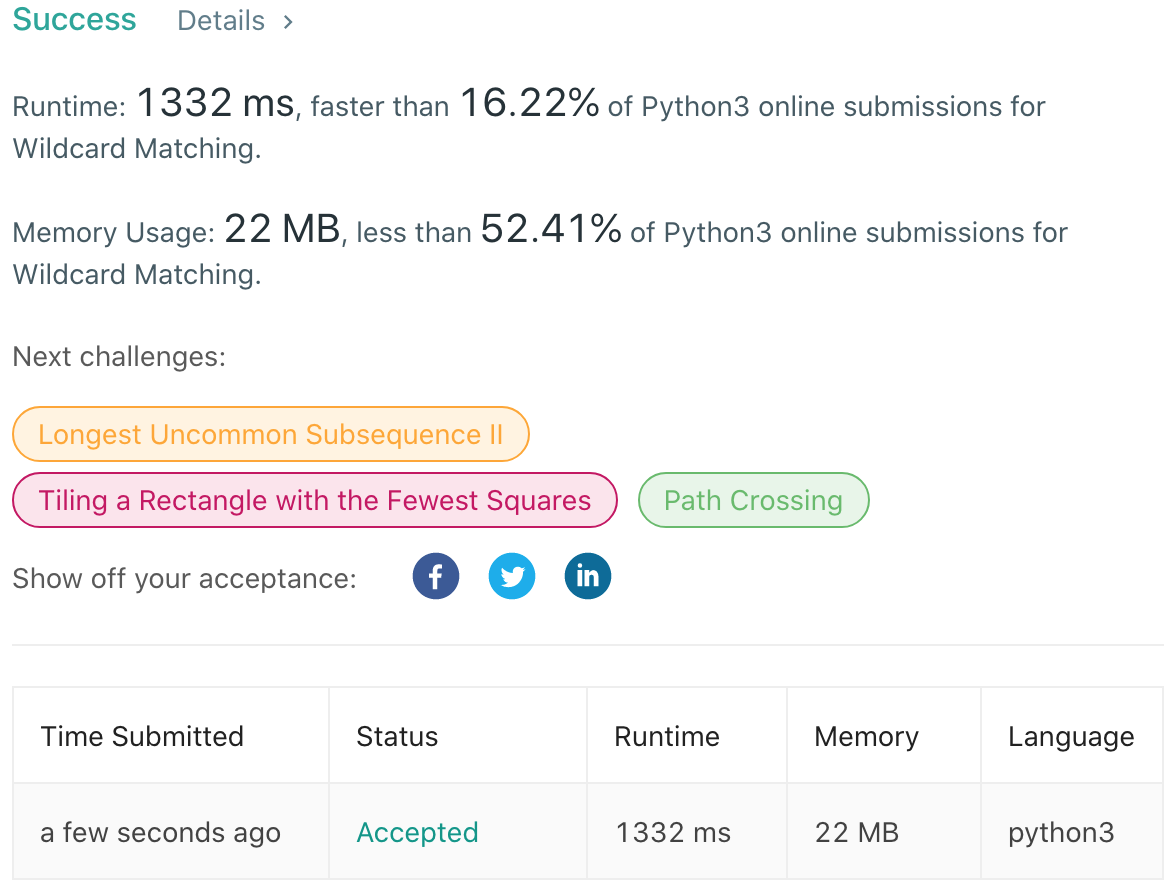 Success Details >
Runtime: 1332 ms, faster than 16.22% of Python3 online submissions for
Wildcard Matching.
Memory Usage: 22 MB, less than 52.41% of Python3 online submissions for
Wildcard Matching.
Next challenges:
Longest Uncommon Subsequence II
Tiling a Rectangle with the Fewest Squares Path Crossing
Show off your acceptance: f in
Time Submitted Status Runtime Memory Language
a few seconds ago Accepted 1332 ms 22 MB python3